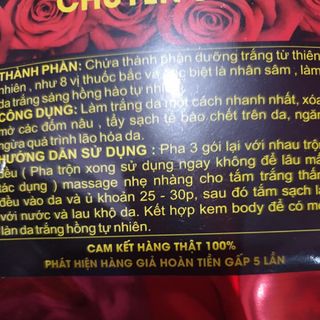 CHUYÊN
THÀNH PHẦN: Chứa thành phần dưỡng trắng từ thiên
nhiên, như 8 vị thuốc bắc và đặc biệt là nhân sâm, làm
da trắng sáng hồng hào tự nhiên.
CÔNG DỤNG: Làm trắng da một cách nhanh nhất, xóa
mờ các đốm nâu, tẩy sạch tế bào chết trên da, ngăn
ngừa quá trình lão hóa da.
HƯỚNG DẪN SỬ DỤNG : Pha 3 gói lại với nhau trộn
đều ( Pha trộn xong sử dụng ngay không để lâu mất
tác dụng ) massage nhẹ nhàng cho tấm trắng thấm
đều vào da và ủ khoản 25 - 30p, sau đó tắm sạch lại
với nước và lau khô da. Kết hợp kem body để có một
làn da trắng hồng tự nhiên.
CAM KẾT HÀNG THẬT 100%
PHÁT HIỆN HÀNG GIẢ HOÀN TIỀN GẤP 5 LẦN